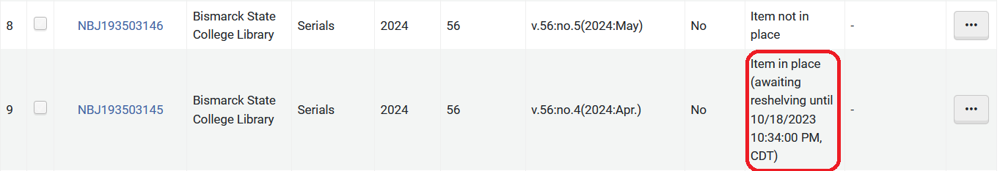 8 NBJ193503146 Bismarck State College Library Serials 2024 56 v.56:no.5(2024:May) No Item not in place - •••
9 NBJ193503145 Bismarck State College Library Serials 2024 56 v.56:no.4(2024:Apr.) No Item in place (awaiting reshelving until 10/18/2023 10:34:00 PM, CDT) - •••